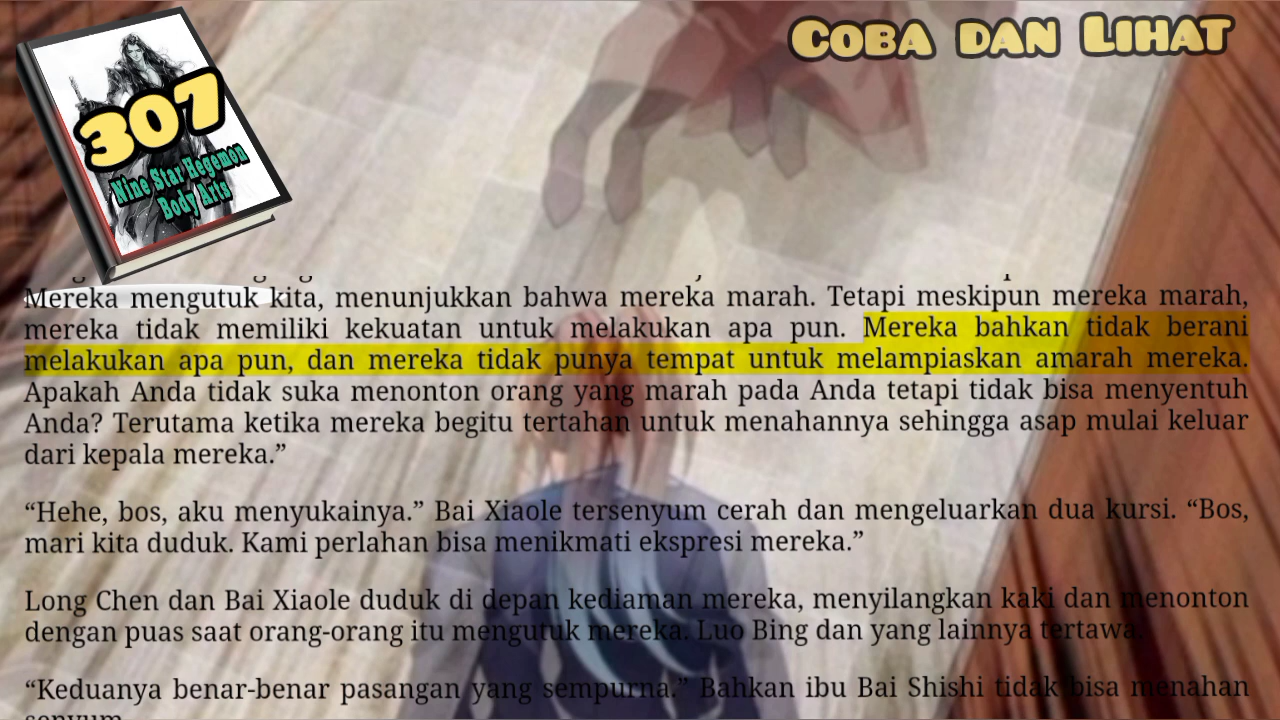 COBA DAN LIHAT
307
Nine Star Hegemon
Body Arts
Mereka mengutuk kita, menunjukkan bahwa mereka marah. Tetapi meskipun mereka marah,
mereka tidak memiliki kekuatan untuk melakukan apa pun. Mereka bahkan tidak berani
melakukan apa pun, dan mereka tidak punya tempat untuk melampiaskan amarah mereka.
Apakah Anda tidak suka menonton orang yang marah pada Anda tetapi tidak bisa menyentuh
Anda? Terutama ketika mereka begitu tertahan untuk menahannya sehingga asap mulai keluar
dari kepala mereka.”
“Hehe, bos, aku menyukainya.” Bai Xiaole tersenyum cerah dan mengeluarkan dua kursi. “Bos,
mari kita duduk. Kami perlahan bisa menikmati ekspresi mereka.”
Long Chen dan Bai Xiaole duduk di depan kediaman mereka, menyilangkan kaki dan menonton
dengan puas saat orang-orang itu mengutuk mereka. Luo Bing dan yang lainnya tertawa.
“Keduanya benar-benar pasangan yang sempurna.” Bahkan ibu Bai Shishi tidak bisa menahan
senyum.